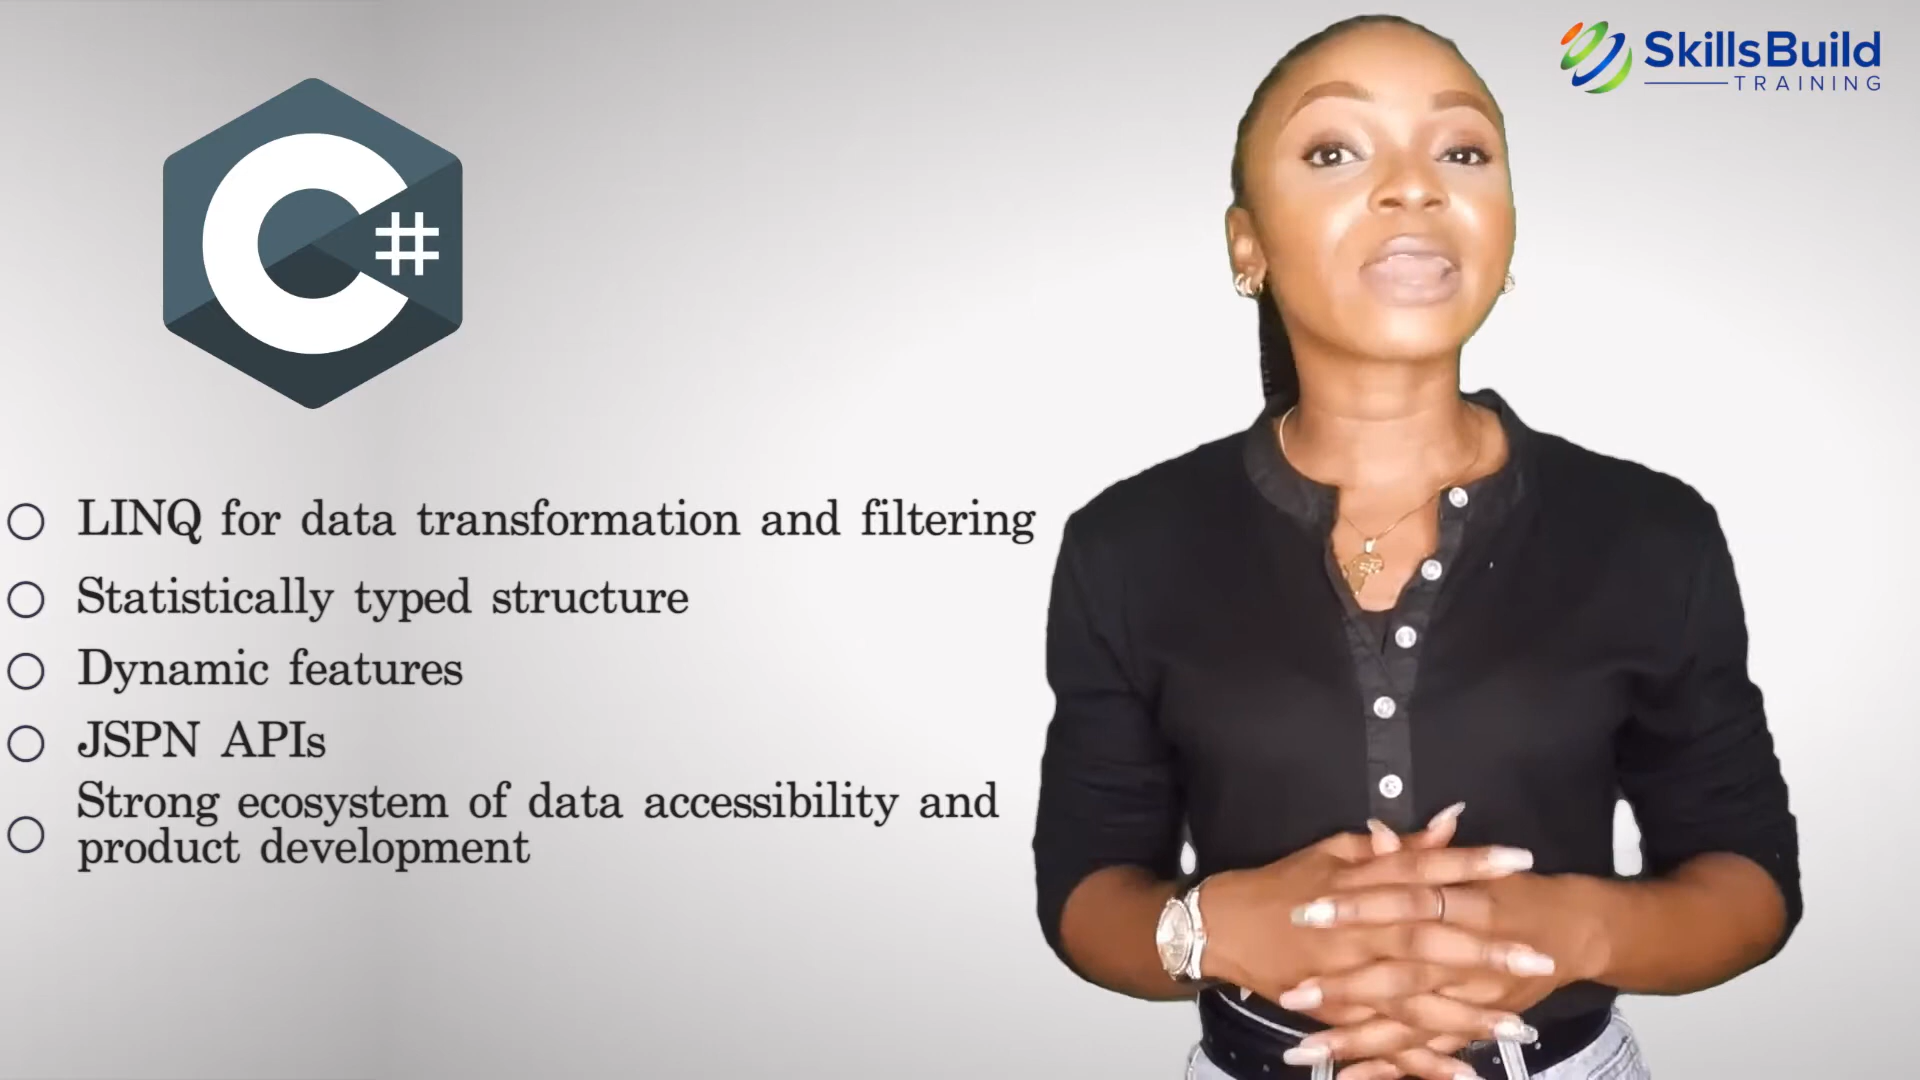 SkillsBuild
TRAINING
C#
LINQ for data transformation and filtering
Statistically typed structure
Dynamic features
JSPN APIs
Strong ecosystem of data accessibility and
product development